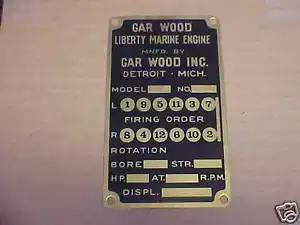 GAR WOOD
LIBERTY MARINE ENGINE
MNFD. BY
GAR WOOD INC.
DETROIT · MICH.
MODEL NO.
L 1 9 5 11 3 7
FIRING ORDER
R 8 4 12 6 10 2
ROTATION
BORE STR.
HP. AT. R.P.M.
DISPL.